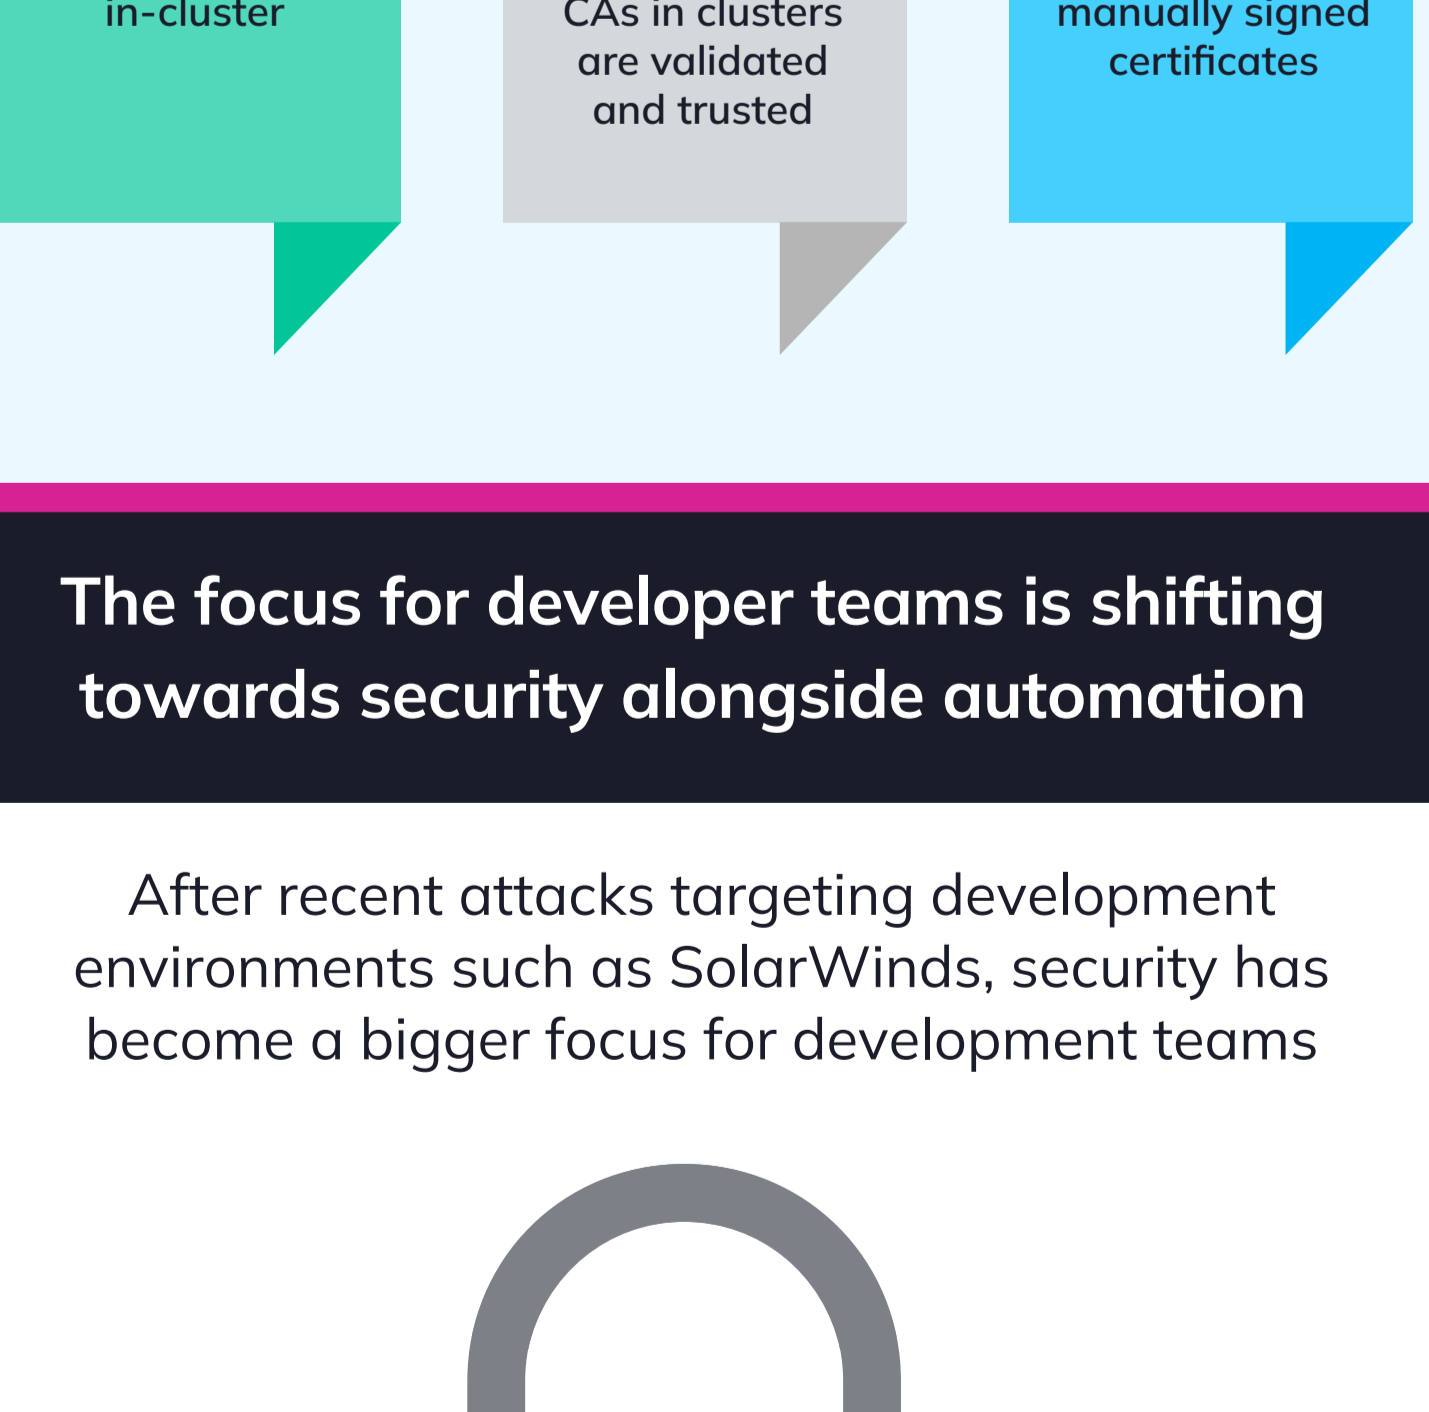 in-cluster
CAs in clusters
are validated
and trusted
manually signed
certificates
The focus for developer teams is shifting
towards security alongside automation
After recent attacks targeting development
environments such as SolarWinds, security has
become a bigger focus for development teams